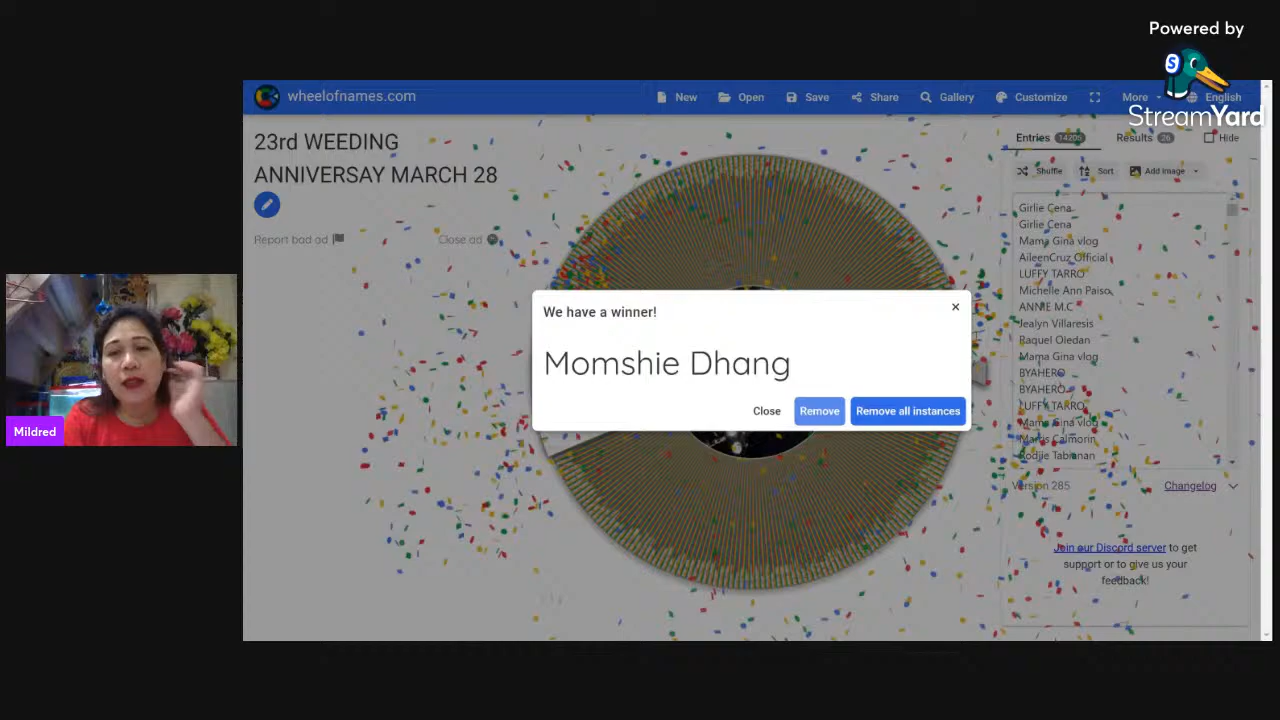 Powered by
StreamYard
wheelofnames.com
New
Open
Save
Share
Gallery
Customize
More
English
23rd WEEDING
ANNIVERSAY MARCH 28
Report bad ad
Close ad
Entries 14205
Results 26
Hide
Shuffle
Sort
Add image
Girlie Cena
Girlie Cena
Mama Gina vlog
AileenCruz Official
LUFFY TARRO
Michelle Ann Paiso
ANNIE M.C
Jealyn Villaresis
Raquel Oledan
Mama Gina vlog
BYAHERO
BYAHERO
LUFFY TARRO
Mama Gina vlog
Maris Calmorin
Rodjie Tabianan
Version 285
Changelog
Join our Discord server to get
support or to give us your
feedback!
We have a winner!
Momshie Dhang
Close
Remove
Remove all instances
Mildred